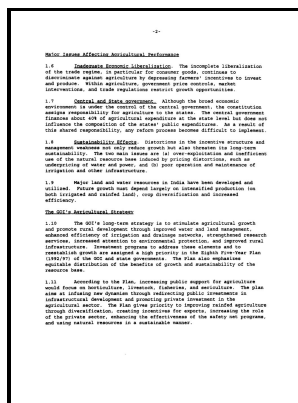 -2-
Major Issues Affecting Agricultural Performance
1.6 Inadequate Economic Liberalization. The incomplete liberalization
of the trade regime, in particular for consumer goods, continues to
discriminate against agriculture by depressing farmers' incentives to invest
and produce. Within agriculture, government price controls, market
interventions, and trade regulations restrict growth opportunities.
1.7 Central and State government. Although the broad economic
environment is under the control of the central government, the constitution
assigns responsibility for agriculture to the states. The central government
finances about 40% of agricultural expenditure at the state level but does not
influence the composition of the states' public expenditures. As a result of
this shared responsibility, any reform process becomes difficult to implement.
1.8 Sustainability Effects. Distortions in the incentive structure and
management weakness not only reduce growth but also threaten its long-term
sustainability. The two main issues are (a) over-exploitation and inefficient
use of the natural resource base induced by pricing distortions, such as
underpricing of water and power, and (b) poor operation and maintenance of
irrigation and other infrastructure.
1.9 Major land and water resources in India have been developed and
utilized. Future growth must depend largely on intensified production (on
both irrigated and rainfed land), crop diversification and increased
efficiency.
The GOI's Agricultural Strategy
1.10 The GOI's long-term strategy is to stimulate agricultural growth
and promote rural development through improved water and land management,
enhanced efficiency of irrigation and drainage networks, strengthened research
services, increased attention to environmental protection, and improved rural
infrastructure. Investment programs to address these elements and to
reestablish growth are assigned a high priority in the Eighth Five-Year Plan
(1992/97) of the GOI and state governments. The Plan also emphasizes
equitable distribution of the benefits of growth and sustainability of the
resource base.
1.11 According to the Plan, increasing public support for agriculture
would focus on horticulture, livestock, fisheries, and sericulture. The plan
aims at infusing new dynamism through redirecting public investments in
infrastructural development and promoting private investment in the
agricultural sector. The Plan gives priority to improving rainfed agriculture
through diversification, creating incentives for exports, increasing the role
of the private sector, enhancing the effectiveness of the safety net programs,
and using natural resources in a sustainable manner.